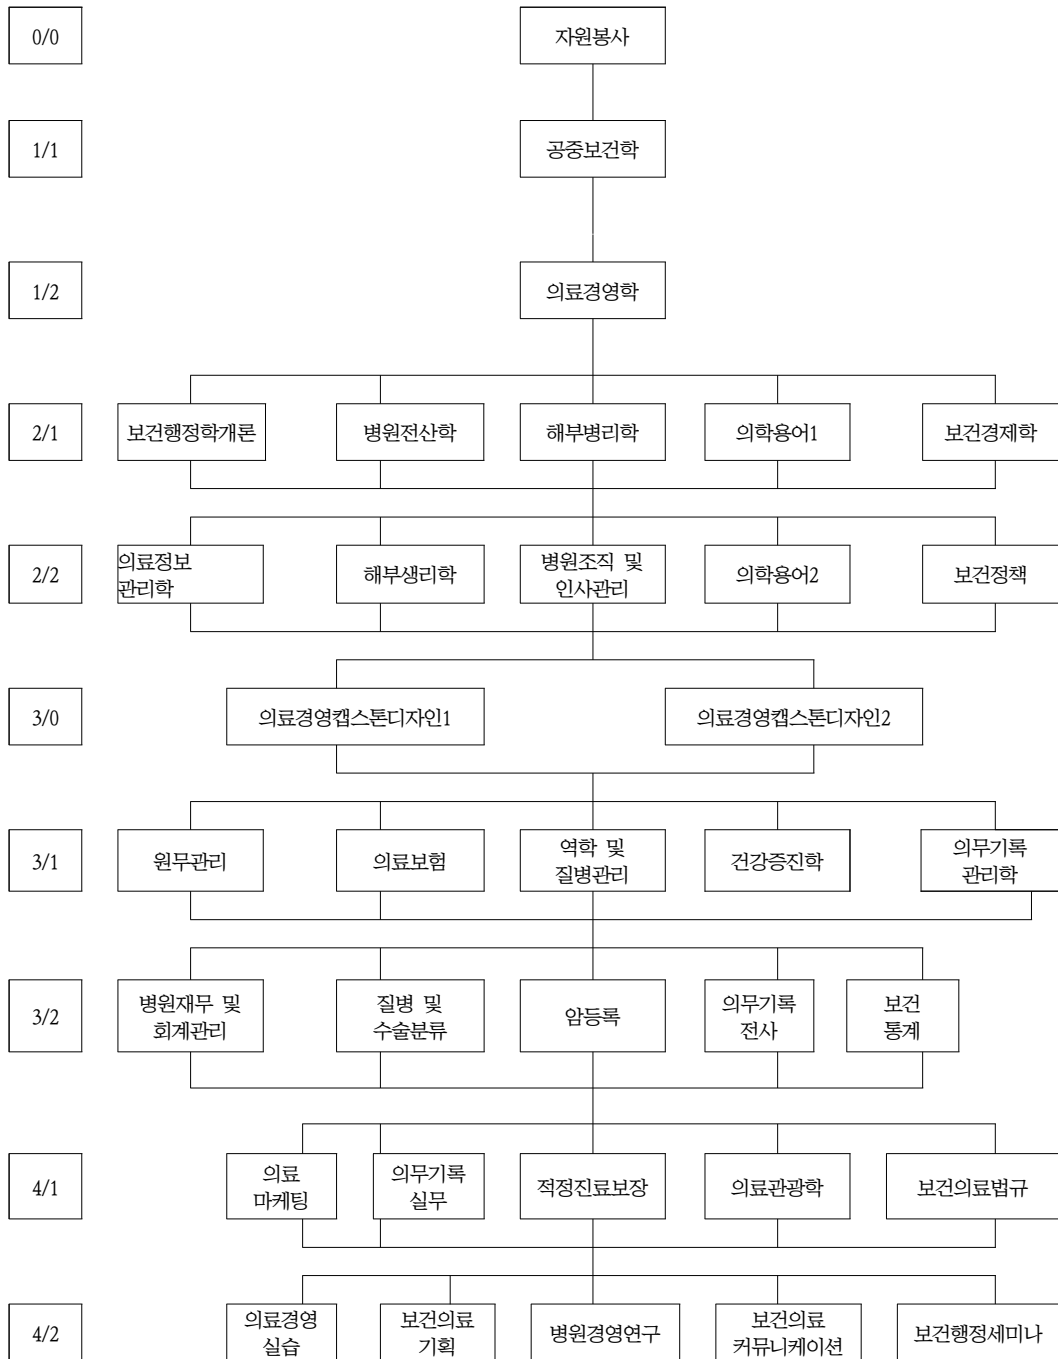 0/0
자원봉사
1/1
공중보건학
1/2
의료경영학
2/1
보건행정학개론
병원전산학
해부병리학
의학용어1
보건경제학
2/2
의료정보
관리학
해부생리학
병원조직 및
인사관리
의학용어2
보건정책
3/0
의료경영캡스톤디자인1
의료경영캡스톤디자인2
3/1
원무관리
의료보험
역학 및
질병관리
건강증진학
의무기록
관리학
3/2
병원재무 및
회계관리
질병 및
수술분류
암등록
의무기록
전사
보건
통계
4/1
의료
마케팅
의무기록
실무
적정진료보장
의료관광학
보건의료법규
4/2
의료경영
실습
보건의료
기획
병원경영연구
보건의료
커뮤니케이션
보건행정세미나